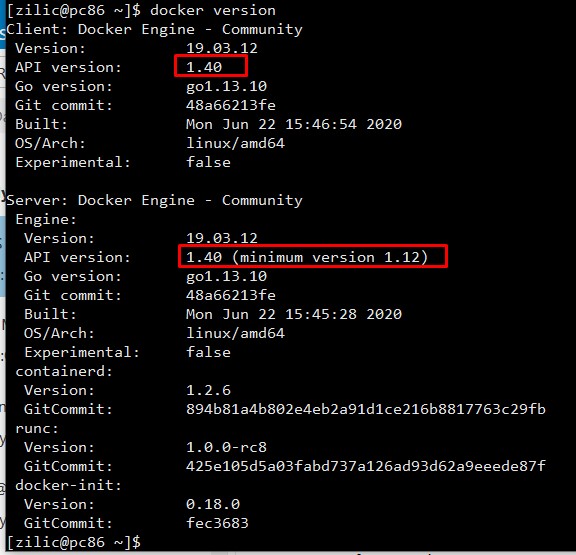 [zilic@pc86 ~]$ docker version
Client: Docker Engine - Community
Version: 19.03.12
API version: 1.40
Go version: go1.13.10
Git commit: 48a66213fe
Built: Mon Jun 22 15:46:54 2020
OS/Arch: linux/amd64
Experimental: false
Server: Docker Engine - Community
Engine:
Version: 19.03.12
API version: 1.40 (minimum version 1.12)
Go version: go1.13.10
Git commit: 48a66213fe
Built: Mon Jun 22 15:45:28 2020
OS/Arch: linux/amd64
Experimental: false
containerd:
Version: 1.2.6
GitCommit: 894b81a4b802e4eb2a91d1ce216b8817763c29fb
runc:
Version: 1.0.0-rc8
GitCommit: 425e105d5a03fabd737a126ad93d62a9eeede87f
docker-init:
Version: 0.18.0
GitCommit: fec3683
[zilic@pc86 ~]$